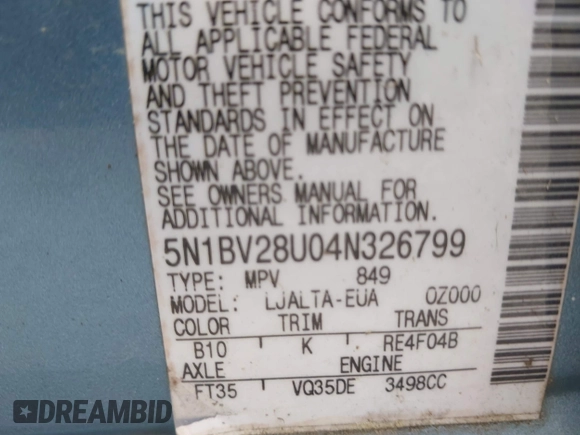 THIS VEHICLE CONFORMS TO
ALL APPLICABLE FEDERAL
MOTOR VEHICLE SAFETY
AND THEFT PREVENTION
STANDARDS IN EFFECT ON
THE DATE OF MANUFACTURE
SHOWN ABOVE.
SEE OWNERS MANUAL FOR
ADDITIONAL INFORMATION.
5N1BV28U04N326799
TYPE: MPV 849
MODEL: LJALTA-EUA 0Z000
COLOR TRIM TRANS
B10 K RE4F04B
AXLE ENGINE
FT35 VQ35DE 3498CC
DREAMBID